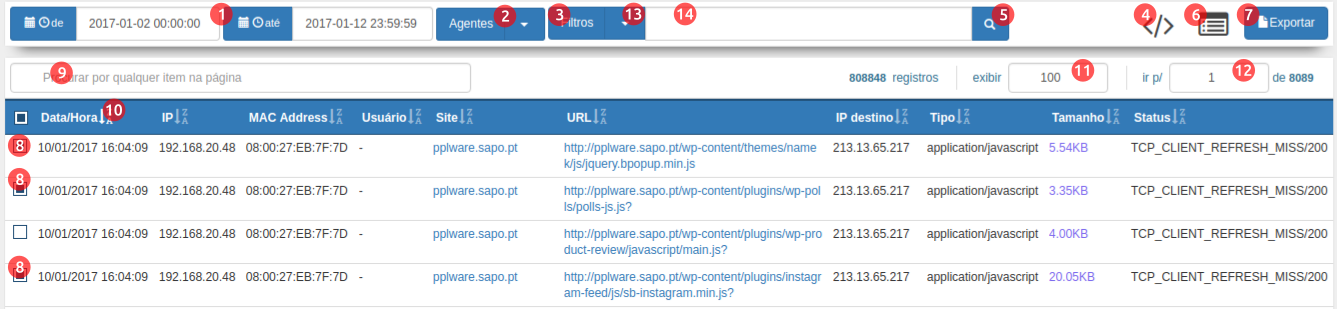 de 2017-01-02 00:00:00 1 até 2017-01-12 23:59:59 Agentes 2 3 Filtros 13 14 5 4 </> 6 7 Exportar
9 Procurar por qualquer item na página 808848 registros exibir 100 11 ir p/ 1 12 de 8089
Data/Hora 10 IP MAC Address Usuário Site URL IP destino Tipo Tamanho Status
8 10/01/2017 16:04:09 192.168.20.48 08:00:27:EB:7F:7D - pplware.sapo.pt http://pplware.sapo.pt/wp-content/themes/name 213.13.65.217 application/javascript 5.54KB TCP_CLIENT_REFRESH_MISS/200
k/js/jquery.bpopup.min.js
8 10/01/2017 16:04:09 192.168.20.48 08:00:27:EB:7F:7D - pplware.sapo.pt http://pplware.sapo.pt/wp-content/plugins/wp-pol 213.13.65.217 application/javascript 3.35KB TCP_CLIENT_REFRESH_MISS/200
ls/polls-js.js?
10/01/2017 16:04:09 192.168.20.48 08:00:27:EB:7F:7D - pplware.sapo.pt http://pplware.sapo.pt/wp-content/plugins/wp-pro 213.13.65.217 application/javascript 4.00KB TCP_CLIENT_REFRESH_MISS/200
duct-review/javascript/main.js?
8 10/01/2017 16:04:09 192.168.20.48 08:00:27:EB:7F:7D - pplware.sapo.pt http://pplware.sapo.pt/wp-content/plugins/instagr 213.13.65.217 application/javascript 20.05KB TCP_CLIENT_REFRESH_MISS/200
am-feed/js/sb-instagram.min.js?